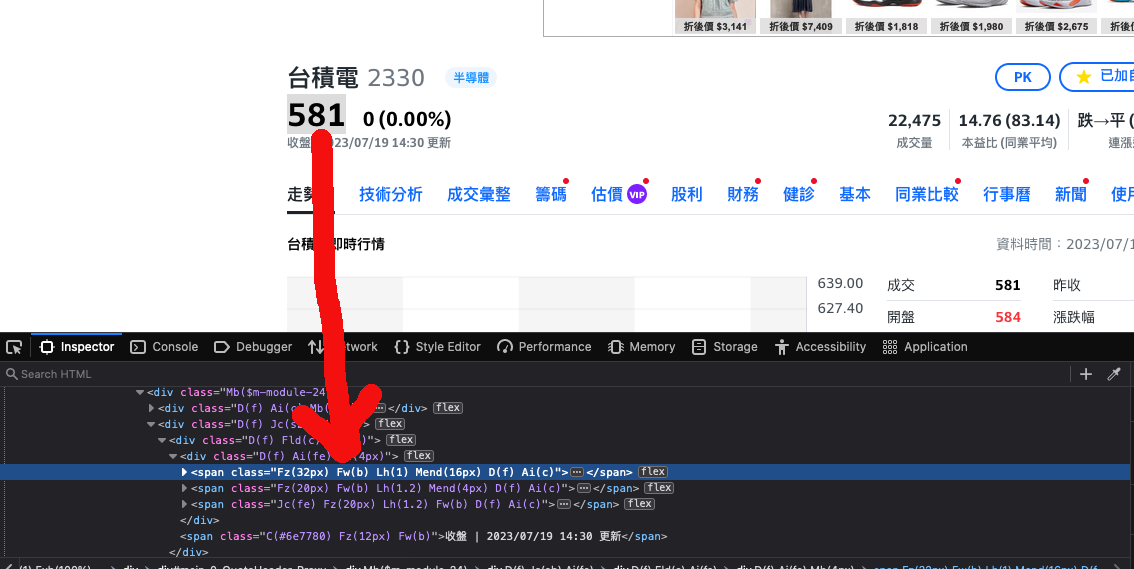 折後價 $3,141 折後價 $7,409 折後價 $1,818 折後價 $1,980 折後價 $2,675
台積電 2330 半導體 PK
581 0 (0.00%)
收盤 023/07/19 14:30 更新
22,475 14.76 (83.14) 跌→平 (
成交量 本益比 (同業平均) 連漲
走勢 技術分析 成交彙整 籌碼 估價 VIP 股利 財務 健診 基本 同業比較 行事曆 新聞 使用
台積 即時行情 資料時間：2023/07/1
639.00 成交 581 昨收
627.40 開盤 584 漲跌幅
Inspector Console Debugger Network Style Editor Performance Memory Storage Accessibility Application
Search HTML
<div class="Mb($m-module-24
<div class="D(f) Ai(c) Mb( </div> flex
<div class="D(f) Jc(s flex
<div class="D(f) Fld(c) )"> flex
<div class="D(f) Ai(fe) (4px)"> flex
<span class="Fz(32px) Fw(b) Lh(1) Mend(16px) D(f) Ai(c)"> </span> flex
<span class="Fz(20px) Fw(b) Lh(1.2) Mend(4px) D(f) Ai(c)"> </span> flex
<span class="Jc(fe) Fz(20px) Lh(1.2) Fw(b) D(f) Ai(c)"> </span> flex
</div>
<span class="C(#6e7780) Fz(12px) Fw(b)">收盤 | 2023/07/19 14:30 更新</span>
</div>